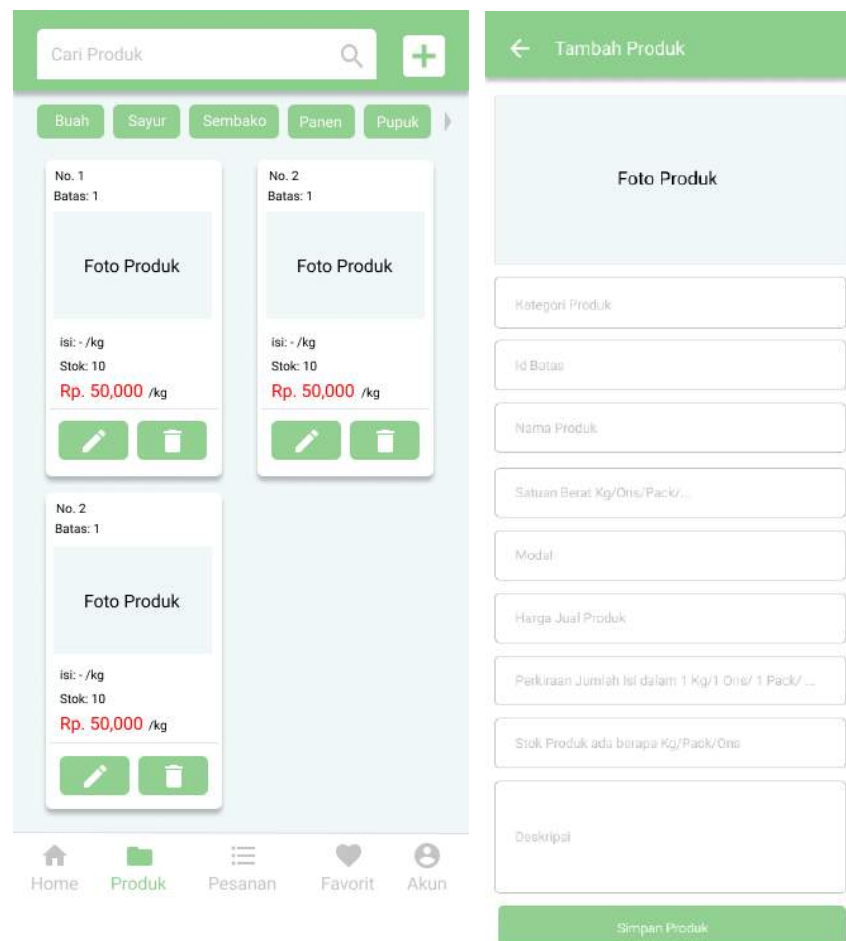 Cari Produk
Buah Sayur Sembako Panen Pupuk
No. 1
Batas: 1
Foto Produk
isi: - /kg
Stok: 10
Rp. 50,000 /kg
No. 2
Batas: 1
Foto Produk
isi: - /kg
Stok: 10
Rp. 50,000 /kg
No. 2
Batas: 1
Foto Produk
isi: - /kg
Stok: 10
Rp. 50,000 /kg
Home Produk Pesanan Favorit Akun
Tambah Produk
Foto Produk
Kategori Produk
Id Batas
Nama Produk
Satuan Berat Kg/Ons/Pack/...
Modal
Harga Jual Produk
Perkiraan Jumlah Isi dalam 1 Kg/1 Ons/ 1 Pack/ ...
Stok Produk ada berapa Kg/Pack/Ons
Deskripsi
Simpan Produk